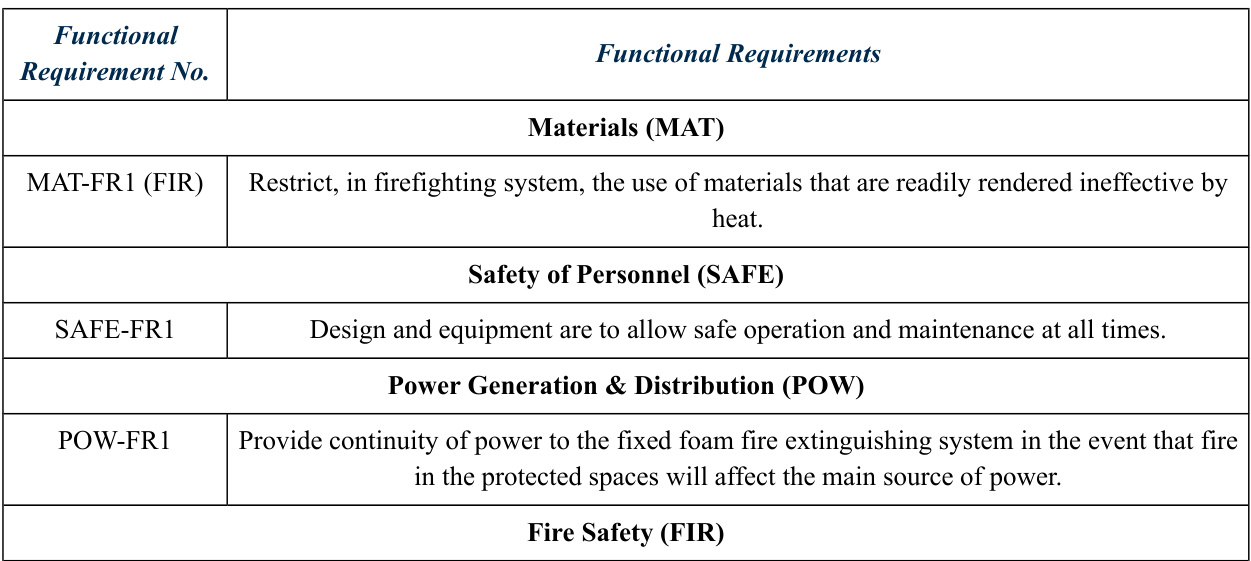 Functional
Requirement No.
Functional Requirements
Materials (MAT)
MAT-FR1 (FIR)
Restrict, in firefighting system, the use of materials that are readily rendered ineffective by
heat.
Safety of Personnel (SAFE)
SAFE-FR1
Design and equipment are to allow safe operation and maintenance at all times.
Power Generation & Distribution (POW)
POW-FR1
Provide continuity of power to the fixed foam fire extinguishing system in the event that fire
in the protected spaces will affect the main source of power.
Fire Safety (FIR)